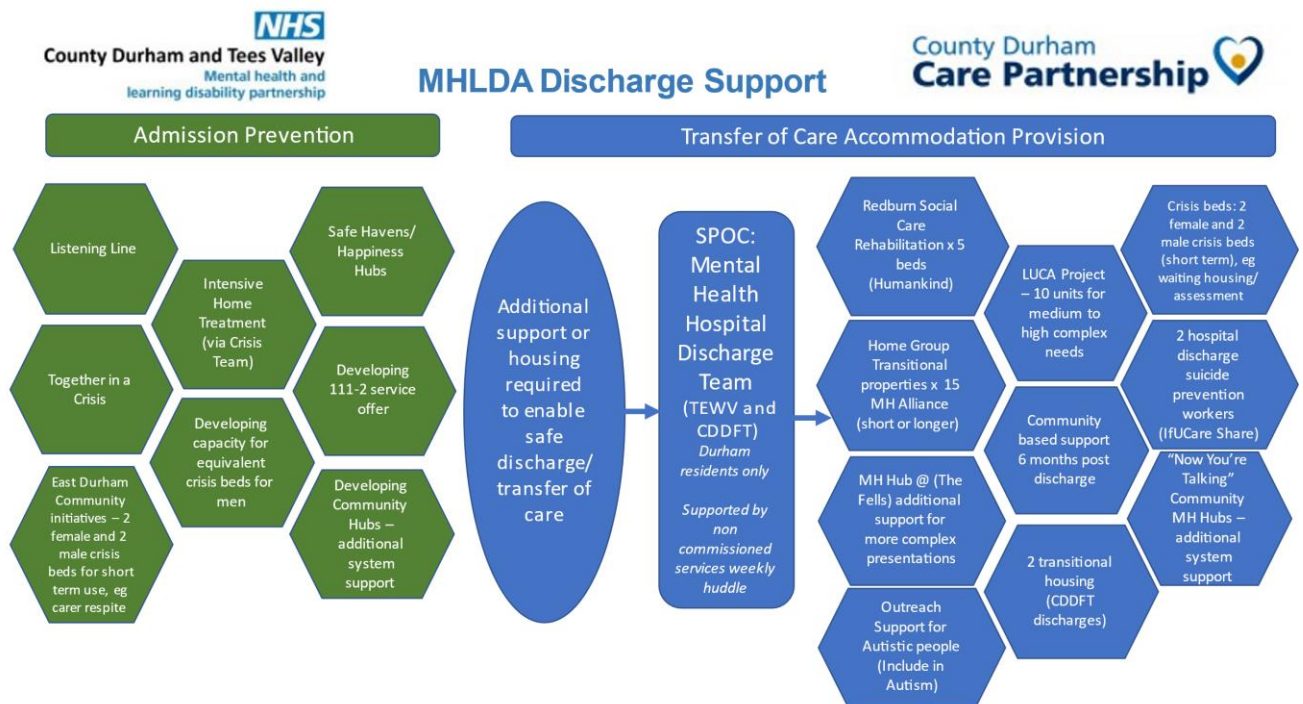 NHS
County Durham and Tees Valley
Mental health and
learning disability partnership
MHLDA Discharge Support
County Durham
Care Partnership
Admission Prevention
Transfer of Care Accommodation Provision
Listening Line
Safe Havens/
Happiness
Hubs
Intensive
Home
Treatment
(via Crisis
Team)
Together in a
Crisis
Developing
111-2 service
offer
Developing
capacity for
equivalent
crisis beds for
men
East Durham
Community
initiatives – 2
female and 2
male crisis
beds for short
term use, eg
carer respite
Developing
Community
Hubs –
additional
system
support
Additional
support or
housing
required
to enable
safe
discharge/
transfer of
care
SPOC:
Mental
Health
Hospital
Discharge
Team
(TEWV and
CDDFT)
Durham
residents only
Supported by
non
commissioned
services weekly
huddle
Redburn Social
Care
Rehabilitation x 5
beds
(Humankind)
Crisis beds: 2
female and 2
male crisis beds
(short term), eg
waiting housing/
assessment
LUCA Project
– 10 units for
medium to
high complex
needs
Home Group
Transitional
properties x 15
MH Alliance
(short or longer)
2 hospital
discharge
suicide
prevention
workers
(IfUCare Share)
Community
based support
6 months post
discharge
MH Hub @ (The
Fells) additional
support for
more complex
presentations
“Now You’re
Talking”
Community
MH Hubs –
additional
system
support
2 transitional
housing
(CDDFT
discharges)
Outreach
Support for
Autistic people
(Include in
Autism)